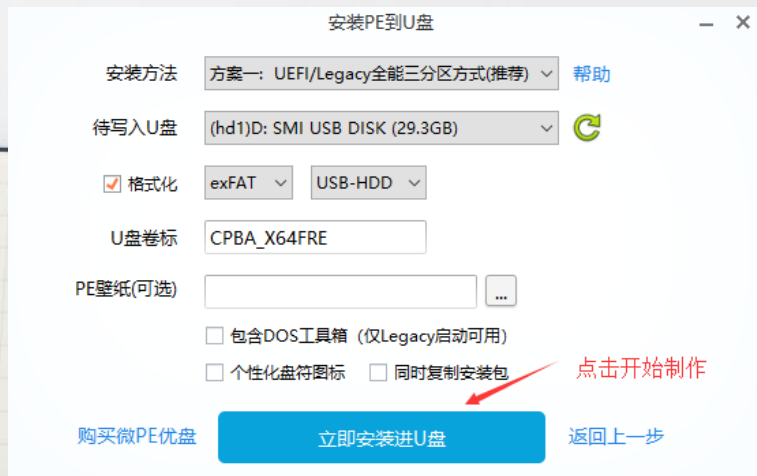 安装PE到U盘
安装方法 方案一：UEFI/Legacy全能三分区方式(推荐) 帮助
待写入U盘 (hd1)D: SMI USB DISK (29.3GB)
格式化 exFAT USB-HDD
U盘卷标 CPBA_X64FRE
PE壁纸(可选) ...
包含DOS工具箱（仅Legacy启动可用）
个性化盘符图标 同时复制安装包
点击开始制作
购买微PE优盘 立即安装进U盘 返回上一步